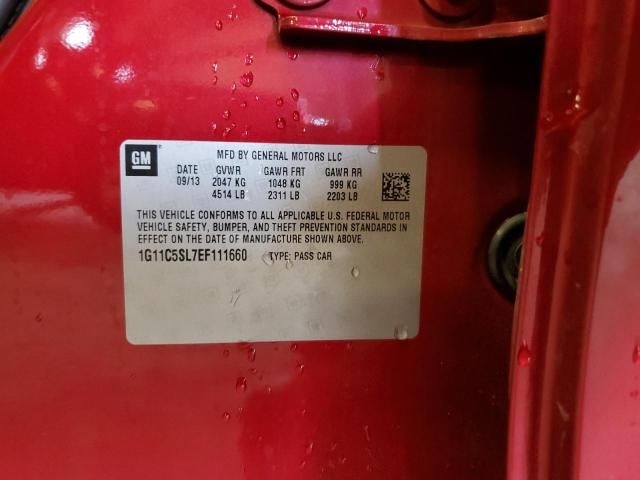 GM
MFD BY GENERAL MOTORS LLC
DATE GVWR GAWR FRT GAWR RR
09/13 2047 KG 1048 KG 999 KG
4514 LB 2311 LB 2203 LB
THIS VEHICLE CONFORMS TO ALL APPLICABLE U.S. FEDERAL MOTOR
VEHICLE SAFETY, BUMPER, AND THEFT PREVENTION STANDARDS IN
EFFECT ON THE DATE OF MANUFACTURE SHOWN ABOVE.
1G11C5SL7EF111660 TYPE: PASS CAR